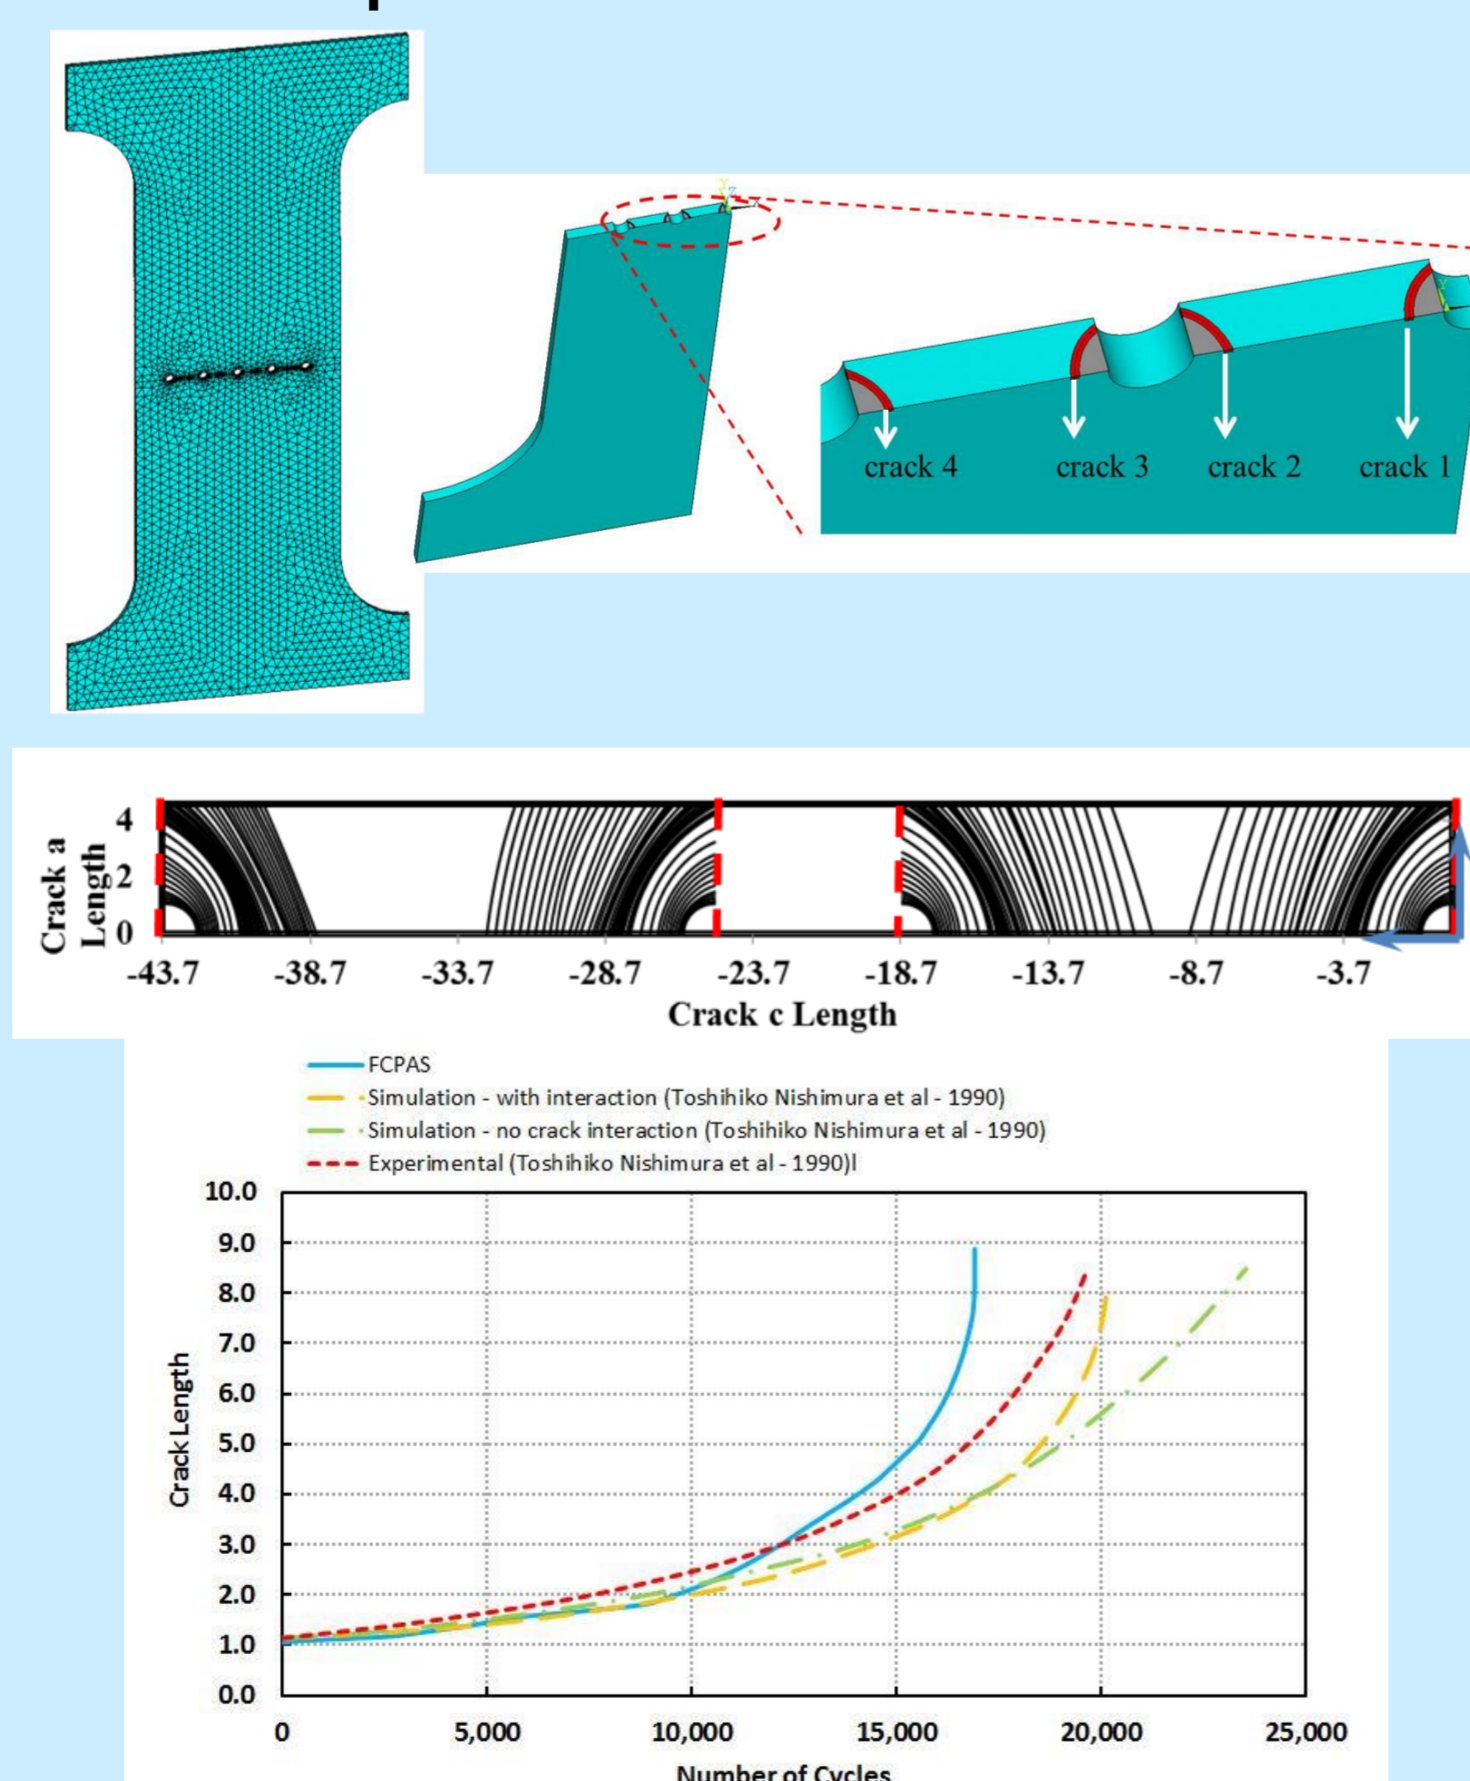 crack 4 crack 3 crack 2 crack 1
Crack a
Length
4
2
0
-43.7 -38.7 -33.7 -28.7 -23.7 -18.7 -13.7 -8.7 -3.7
Crack c Length
FCPAS
Simulation - with interaction (Toshihiko Nishimura et al - 1990)
Simulation - no crack interaction (Toshihiko Nishimura et al - 1990)
Experimental (Toshihiko Nishimura et al - 1990)l
Crack Length
10.0
9.0
8.0
7.0
6.0
5.0
4.0
3.0
2.0
1.0
0.0
0 5,000 10,000 15,000 20,000 25,000
Number of Cycles